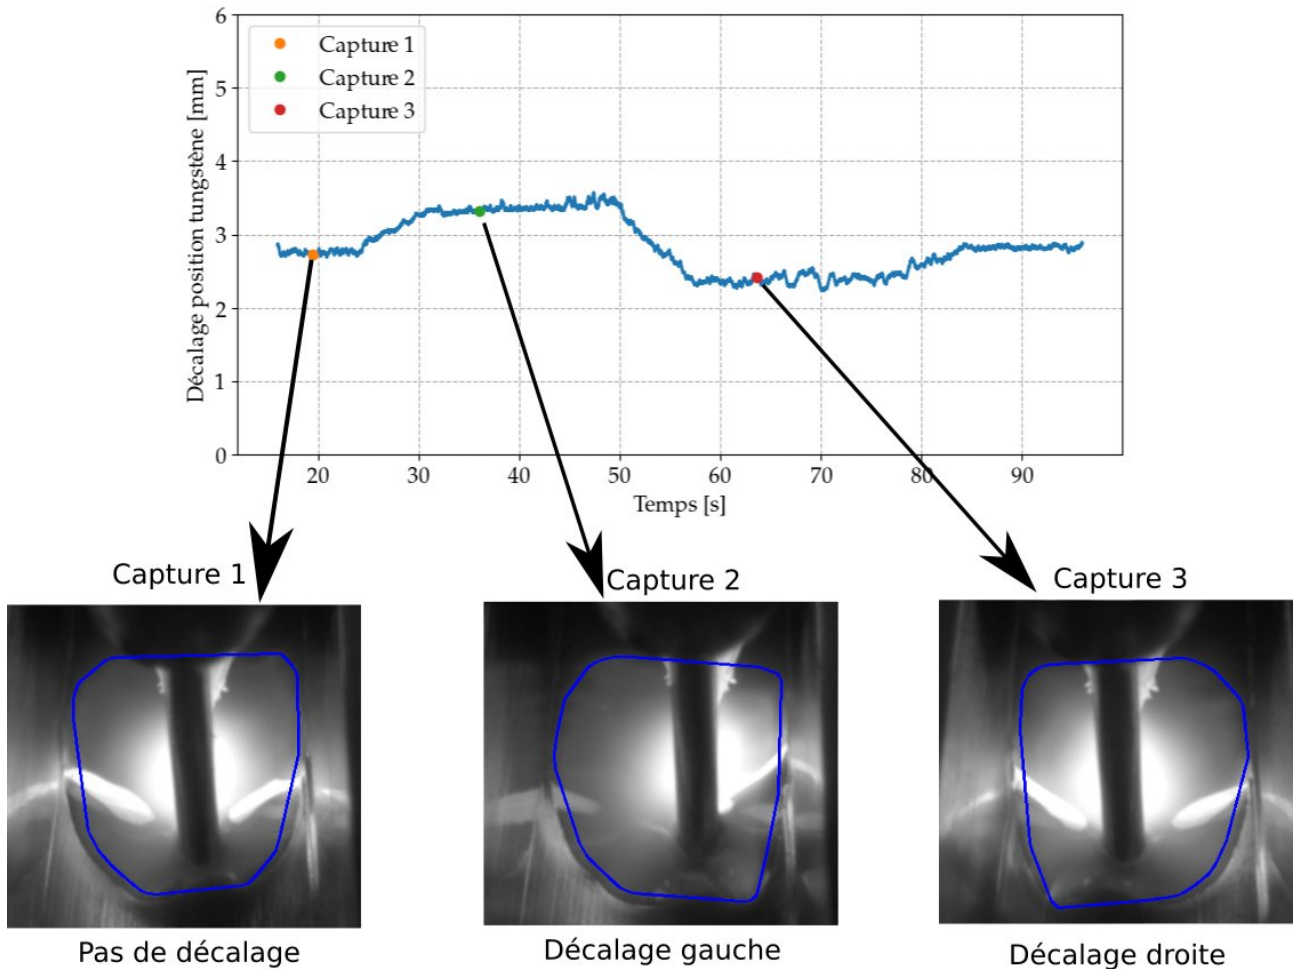 6
5
4
3
2
1
0
Décalage position tungstène [mm]
Capture 1
Capture 2
Capture 3
20 30 40 50 60 70 80 90
Temps [s]
Capture 1
Capture 2
Capture 3
Pas de décalage
Décalage gauche
Décalage droite